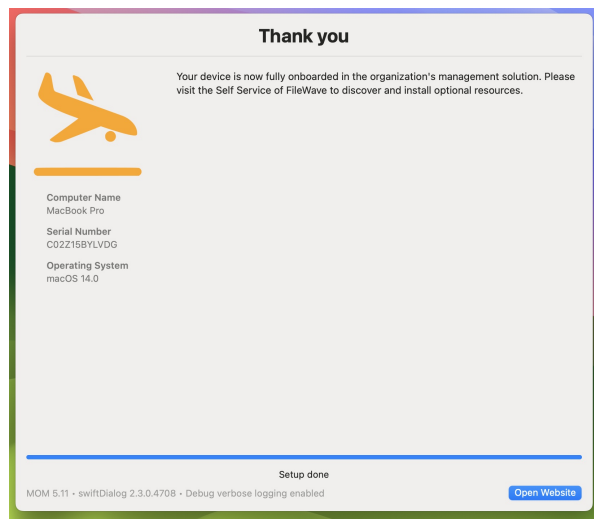 Thank you
Your device is now fully onboarded in the organization's management solution. Please
visit the Self Service of FileWave to discover and install optional resources.
Computer Name
MacBook Pro
Serial Number
C02Z15BYLVDG
Operating System
macOS 14.0
Setup done
MOM 5.11 • swiftDialog 2.3.0.4708 • Debug verbose logging enabled
Open Website